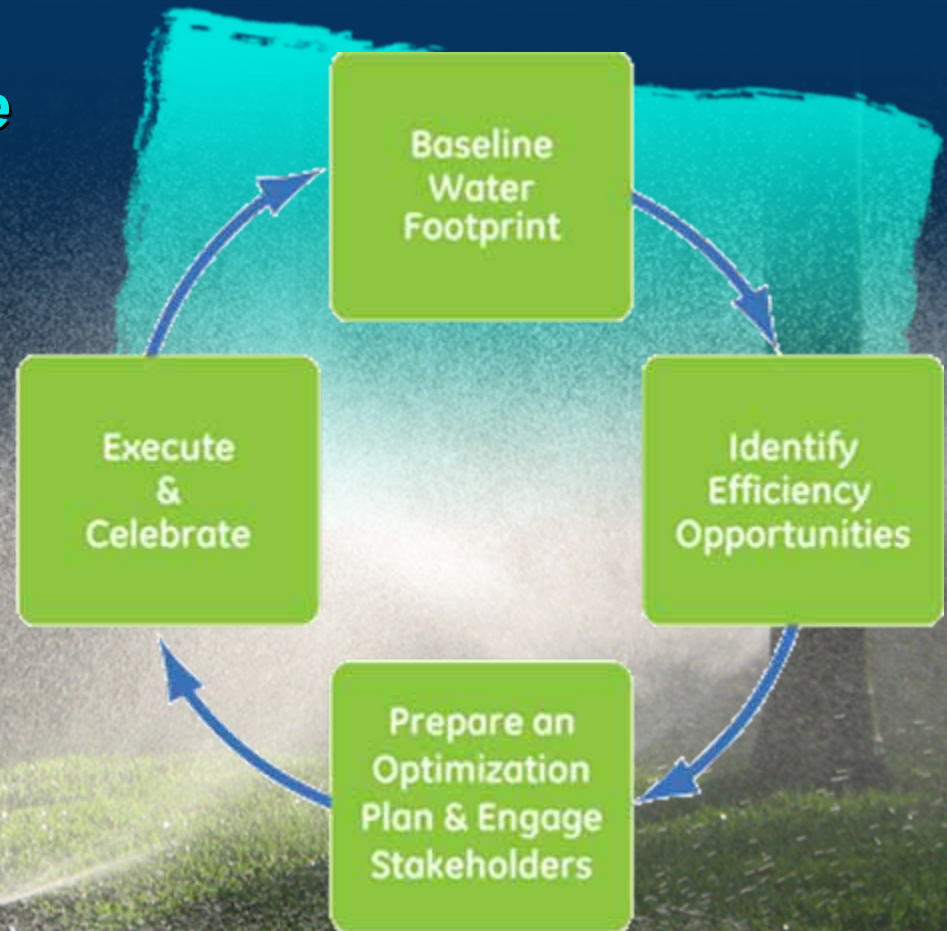 e
Baseline
Water
Footprint
Execute
&
Celebrate
Identify
Efficiency
Opportunities
Prepare an
Optimization
Plan & Engage
Stakeholders